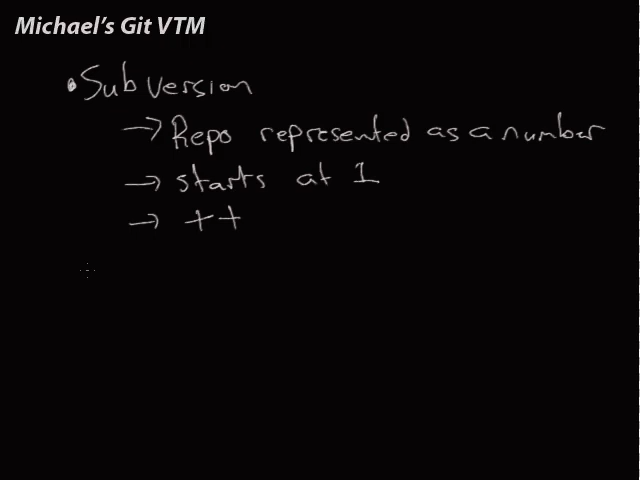 Michael's Git VTM
• Subversion
→ Repo represented as a number
→ starts at 1
→ ++